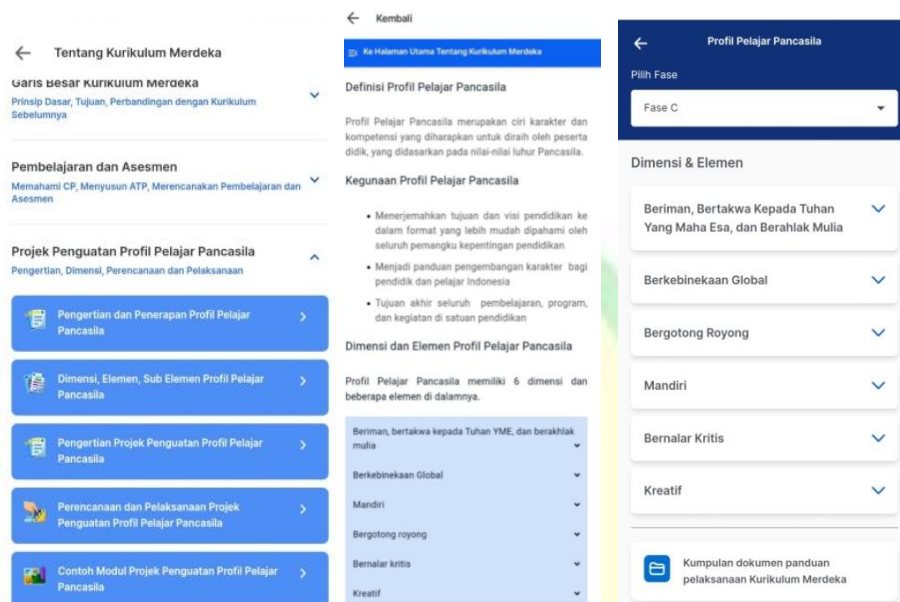 Tentang Kurikulum Merdeka
Garis Besar Kurikulum Merdeka
Prinsip Dasar, Tujuan, Perbandingan dengan Kurikulum
Sebelumnya
Pembelajaran dan Asesmen
Memahami CP, Menyusun ATP, Merencanakan Pembelajaran dan
Asesmen
Projek Penguatan Profil Pelajar Pancasila
Pengertian, Dimensi, Perencanaan dan Pelaksanaan
Pengertian dan Penerapan Profil Pelajar
Pancasila
Dimensi, Elemen, Sub Elemen Profil Pelajar
Pancasila
Pengertian Projek Penguatan Profil Pelajar
Pancasila
Perencanaan dan Pelaksanaan Projek
Penguatan Profil Pelajar Pancasila
Contoh Modul Projek Penguatan Profil Pelajar
Pancasila
Kembali
Ke Halaman Utama Tentang Kurikulum Merdeka
Definisi Profil Pelajar Pancasila
Profil Pelajar Pancasila merupakan ciri karakter dan
kompetensi yang diharapkan untuk diraih oleh peserta
didik, yang didasarkan pada nilai-nilai luhur Pancasila.
Kegunaan Profil Pelajar Pancasila
• Menerjemahkan tujuan dan visi pendidikan ke
dalam format yang lebih mudah dipahami oleh
seluruh pemangku kepentingan pendidikan
• Menjadi panduan pengembangan karakter bagi
pendidik dan pelajar Indonesia
• Tujuan akhir seluruh pembelajaran, program,
dan kegiatan di satuan pendidikan
Dimensi dan Elemen Profil Pelajar Pancasila
Profil Pelajar Pancasila memiliki 6 dimensi dan
beberapa elemen di dalamnya.
Beriman, bertakwa kepada Tuhan YME, dan berakhlak
mulia
Berkebinekaan Global
Mandiri
Bergotong royong
Bernalar kritis
Kreatif
Profil Pelajar Pancasila
Pilih Fase
Fase C
Dimensi & Elemen
Beriman, Bertakwa Kepada Tuhan
Yang Maha Esa, dan Berahlak Mulia
Berkebinekaan Global
Bergotong Royong
Mandiri
Bernalar Kritis
Kreatif
Kumpulan dokumen panduan
pelaksanaan Kurikulum Merdeka